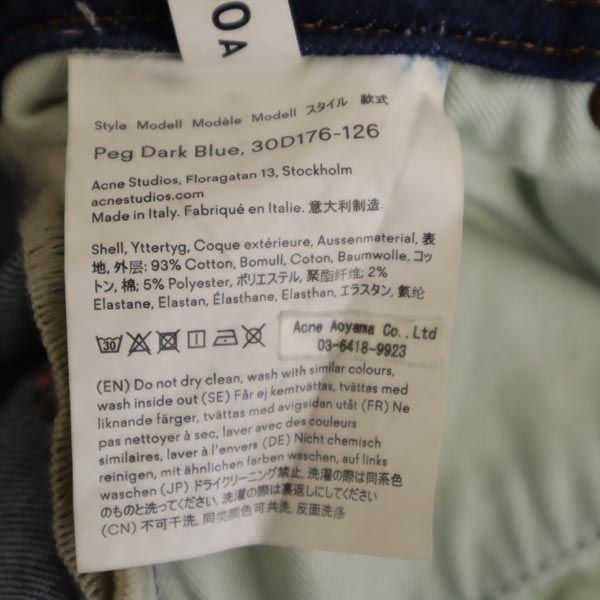 OA
Style Modell Modèle Modell スタイル 款式
Peg Dark Blue, 30D176-126
Acne Studios, Floragatan 13, Stockholm
acnestudios.com
Made in Italy. Fabriqué en Italie. 意大利制造.
Shell, Yttertyg, Coque extérieure, Aussenmaterial, 表
地, 外层: 93% Cotton, Bomull, Coton, Baumwolle, コッ
トン, 棉; 5% Polyester, ポリエステル, 聚酯纤维; 2%
Elastane, Elastan, Élasthane, Elasthan, エラスタン, 氨纶
30
Acne Aoyama Co., Ltd
03-6418-9923
(EN) Do not dry clean, wash with similar colours,
wash inside out (SE) Får ej kemtvättas, tvättas med
liknande färger, tvättas med avigsidan utåt (FR) Ne
pas nettoyer à sec, laver avec des couleurs
similaires, laver à l'envers (DE) Nicht chemisch
reinigen, mit ähnlichen farben waschen, auf links
waschen (JP) ドライクリーニング禁止, 洗濯の際は同系色
のものと洗ってください, 洗濯の際は裏返しにしてください
(CN) 不可干洗, 同类颜色可共洗, 反面洗涤